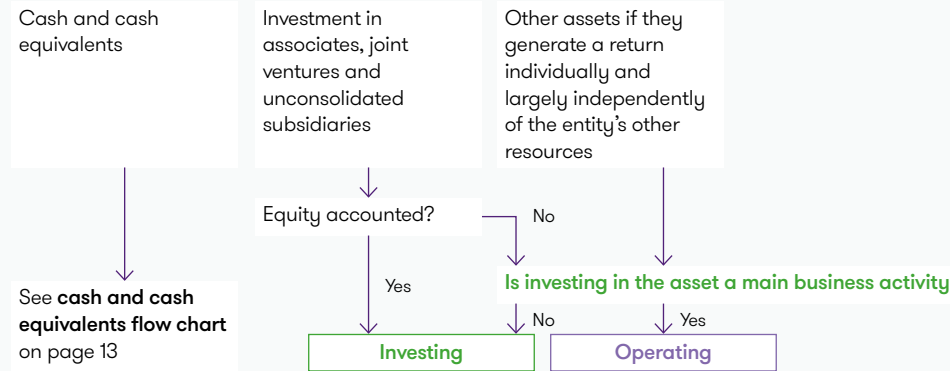 Cash and cash
equivalents
Investment in
associates, joint
ventures and
unconsolidated
subsidiaries
Other assets if they
generate a return
individually and
largely independently
of the entity's other
resources
Equity accounted?
No
Yes
Is investing in the asset a main business activity
No
Yes
See cash and cash
equivalents flow chart
on page 13
Investing
Operating